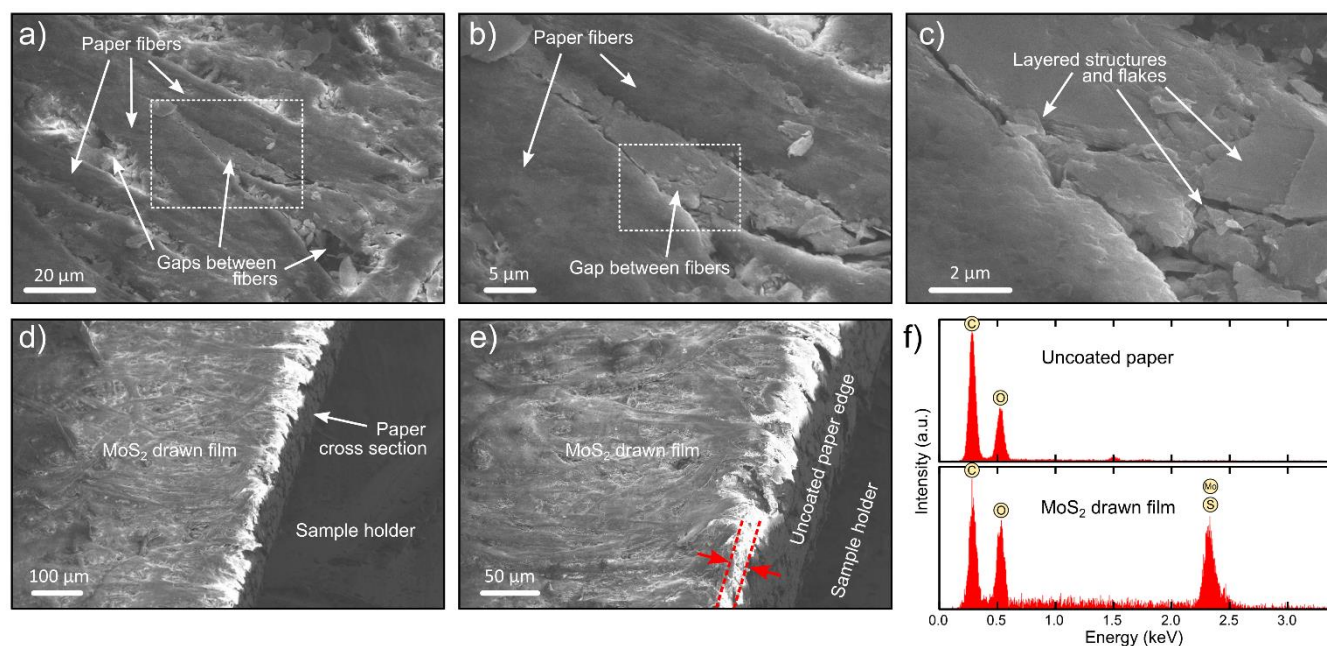 a)
Paper fibers
Gaps between
fibers
20 µm
b)
Paper fibers
Gap between fibers
5 µm
c)
Layered structures
and flakes
2 µm
d)
MoS2 drawn film
Paper
cross section
Sample holder
100 µm
e)
MoS2 drawn film
Uncoated paper edge
Sample holder
50 µm
f)
C
O
Uncoated paper
C
O
Mo
S
MoS2 drawn film
Intensity (a.u.)
0.0 0.5 1.0 1.5 2.0 2.5 3.0
Energy (keV)